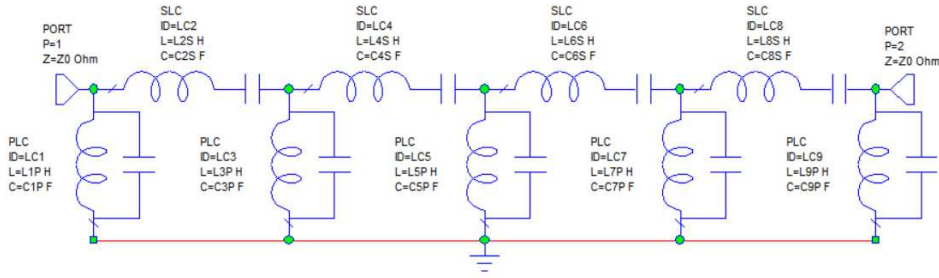 PORT
P=1
Z=Z0 Ohm
SLC
ID=LC2
L=L2S H
C=C2S F
SLC
ID=LC4
L=L4S H
C=C4S F
SLC
ID=LC6
L=L6S H
C=C6S F
SLC
ID=LC8
L=L8S H
C=C8S F
PORT
P=2
Z=Z0 Ohm
PLC
ID=LC1
L=L1P H
C=C1P F
PLC
ID=LC3
L=L3P H
C=C3P F
PLC
ID=LC5
L=L5P H
C=C5P F
PLC
ID=LC7
L=L7P H
C=C7P F
PLC
ID=LC9
L=L9P H
C=C9P F